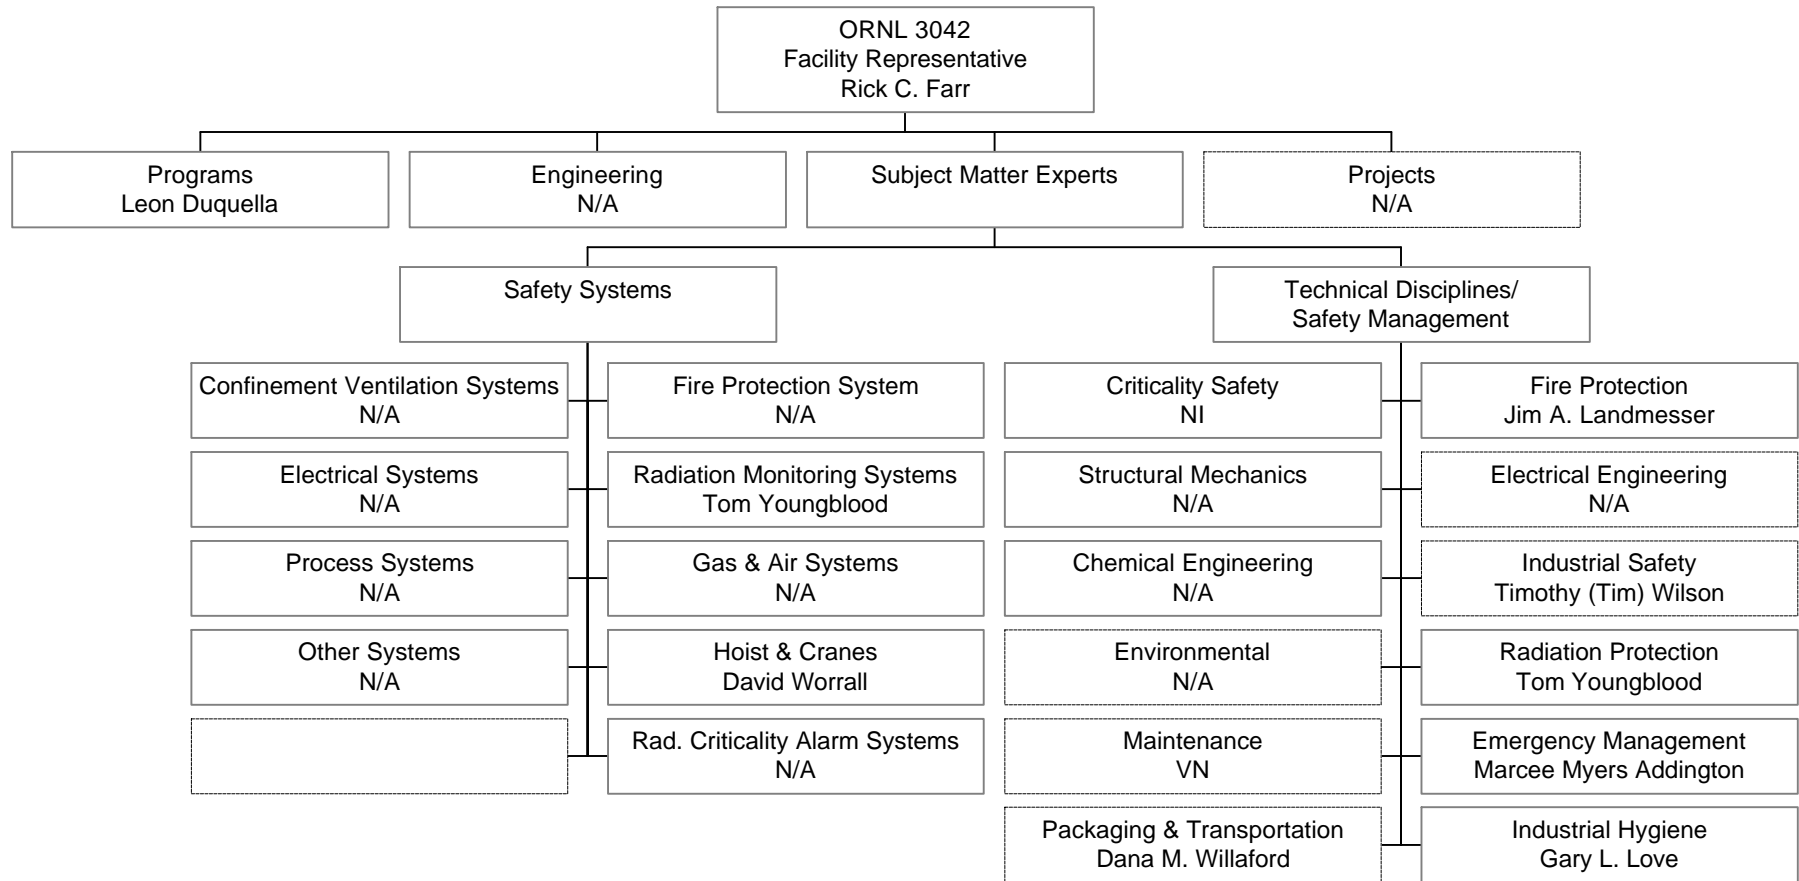 ORNL 3042
Facility Representative
Rick C. Farr
Programs
Leon Duquella
Engineering
N/A
Subject Matter Experts
Projects
N/A
Safety Systems
Technical Disciplines/
Safety Management
Confinement Ventilation Systems
N/A
Fire Protection System
N/A
Electrical Systems
N/A
Radiation Monitoring Systems
Tom Youngblood
Process Systems
N/A
Gas & Air Systems
N/A
Other Systems
N/A
Hoist & Cranes
David Worrall
Rad. Criticality Alarm Systems
N/A
Criticality Safety
NI
Fire Protection
Jim A. Landmesser
Structural Mechanics
N/A
Electrical Engineering
N/A
Chemical Engineering
N/A
Industrial Safety
Timothy (Tim) Wilson
Environmental
N/A
Radiation Protection
Tom Youngblood
Maintenance
VN
Emergency Management
Marcee Myers Addington
Packaging & Transportation
Dana M. Willaford
Industrial Hygiene
Gary L. Love